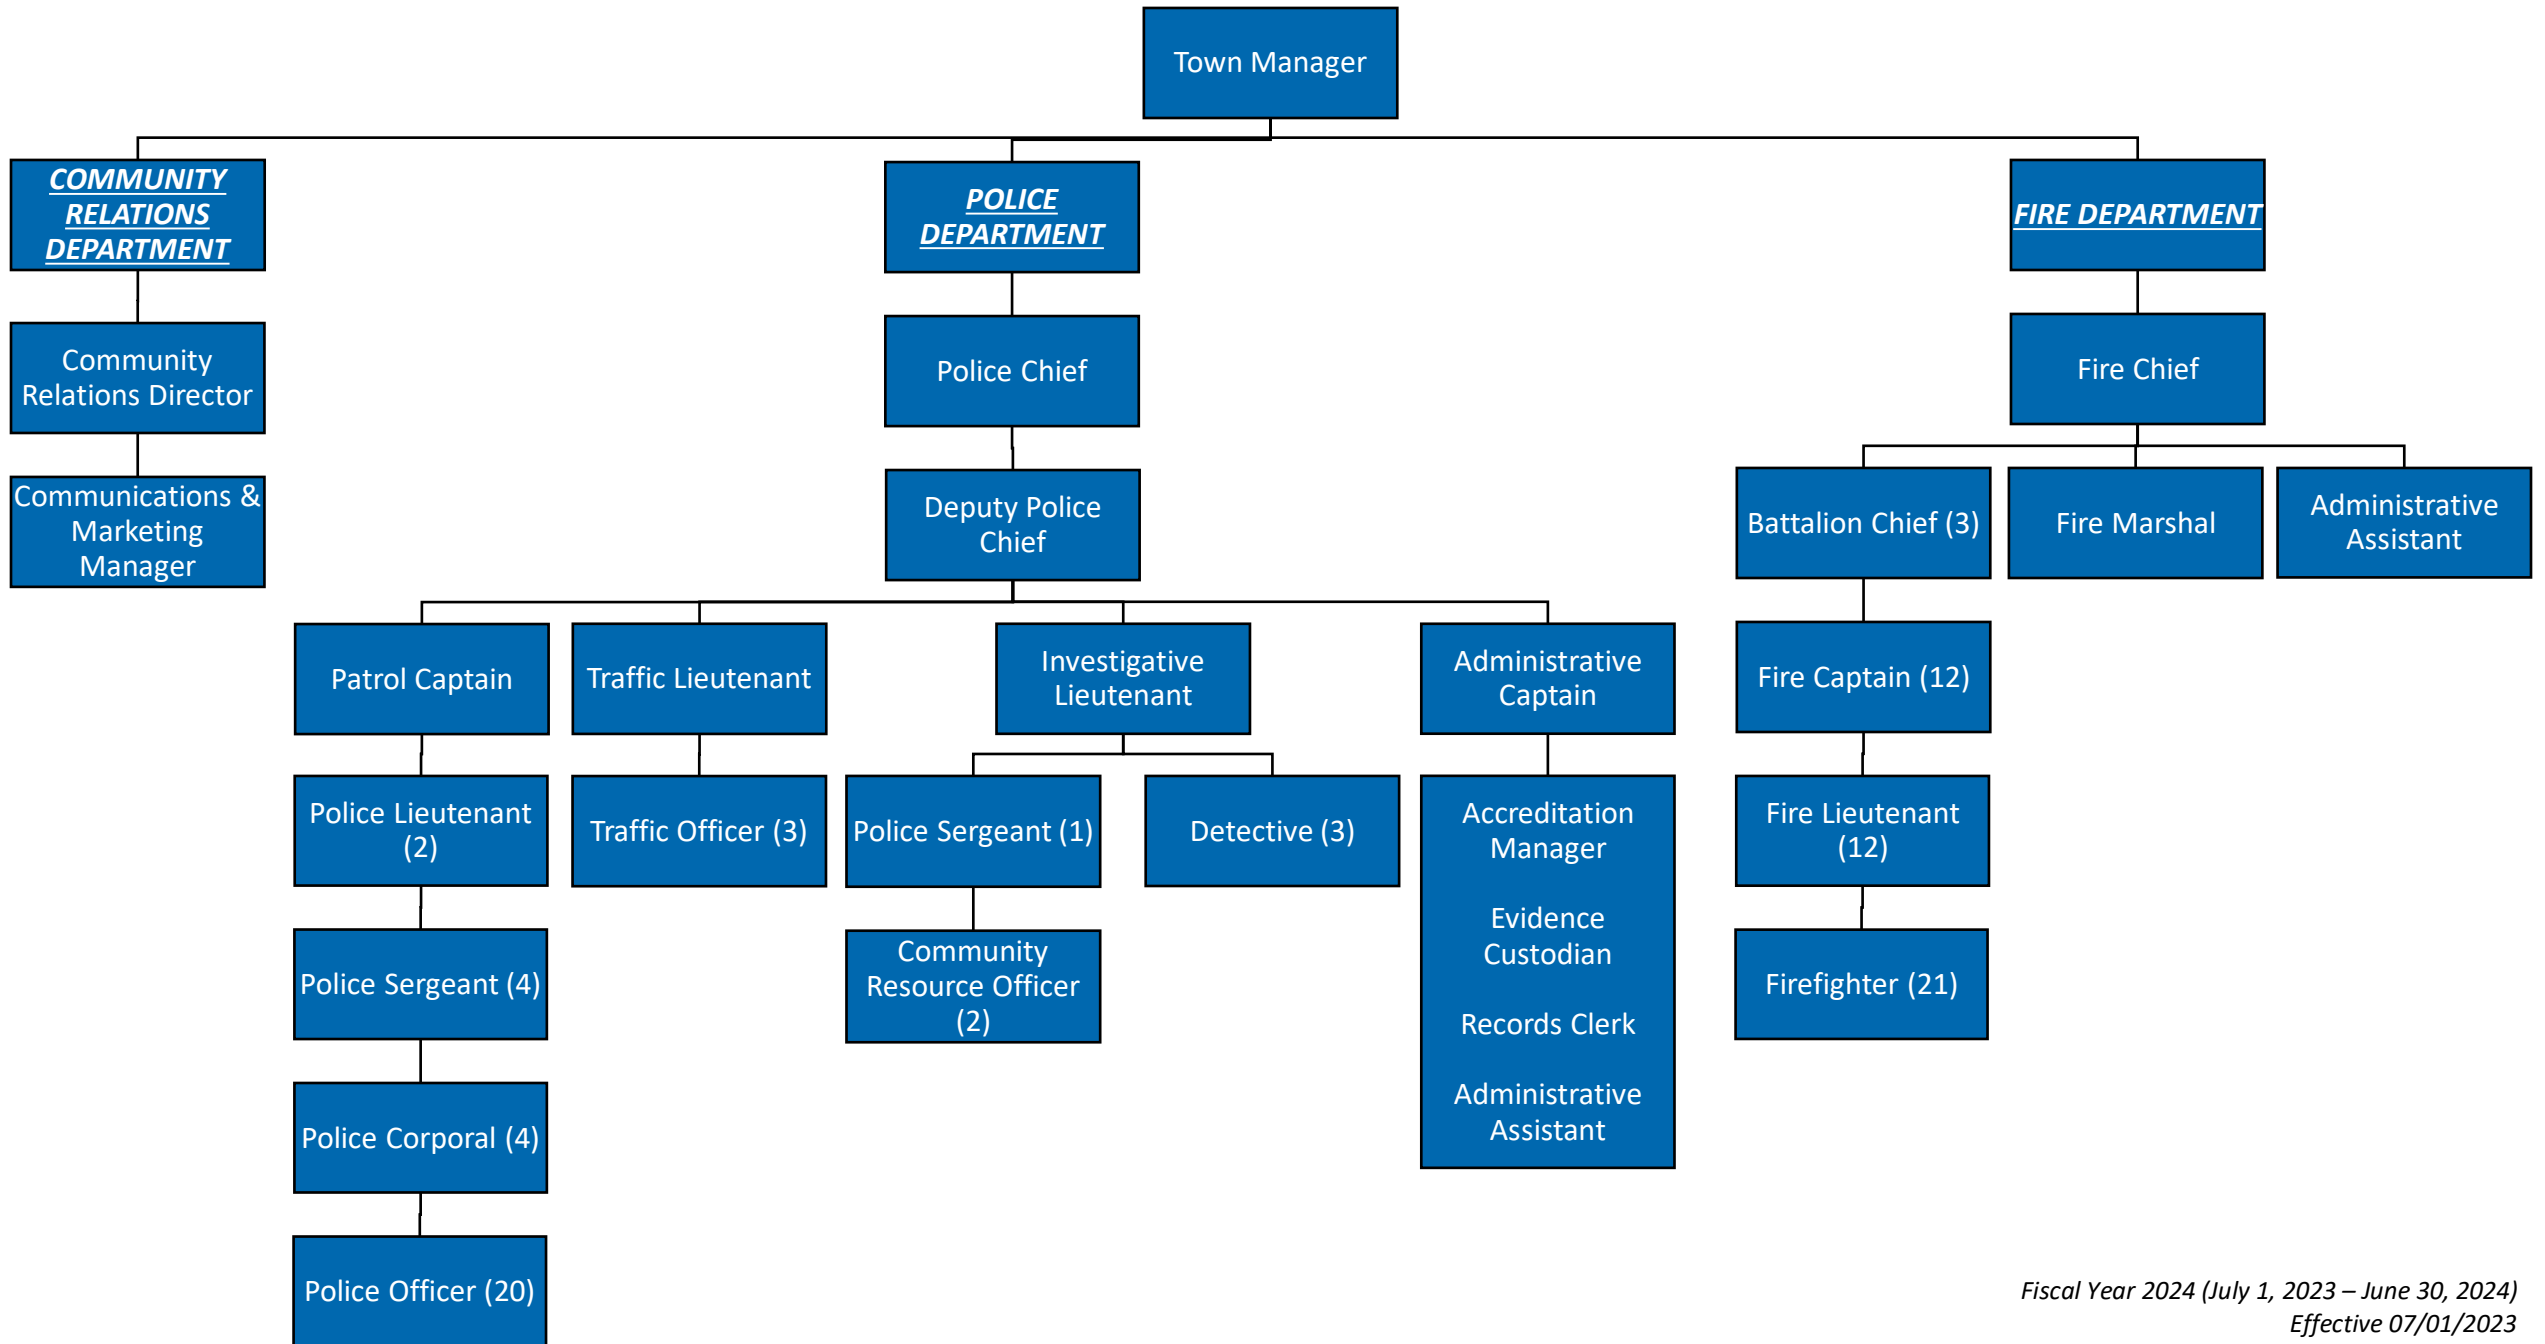 Town Manager
COMMUNITY
RELATIONS
DEPARTMENT
POLICE
DEPARTMENT
FIRE DEPARTMENT
Community
Relations Director
Police Chief
Fire Chief
Communications &
Marketing
Manager
Deputy Police
Chief
Battalion Chief (3)
Fire Marshal
Administrative
Assistant
Patrol Captain
Traffic Lieutenant
Investigative
Lieutenant
Administrative
Captain
Fire Captain (12)
Police Lieutenant
(2)
Traffic Officer (3)
Police Sergeant (1)
Detective (3)
Accreditation
Manager
Evidence
Custodian
Records Clerk
Administrative
Assistant
Fire Lieutenant
(12)
Police Sergeant (4)
Community
Resource Officer
(2)
Firefighter (21)
Police Corporal (4)
Police Officer (20)
Fiscal Year 2024 (July 1, 2023 – June 30, 2024)
Effective 07/01/2023